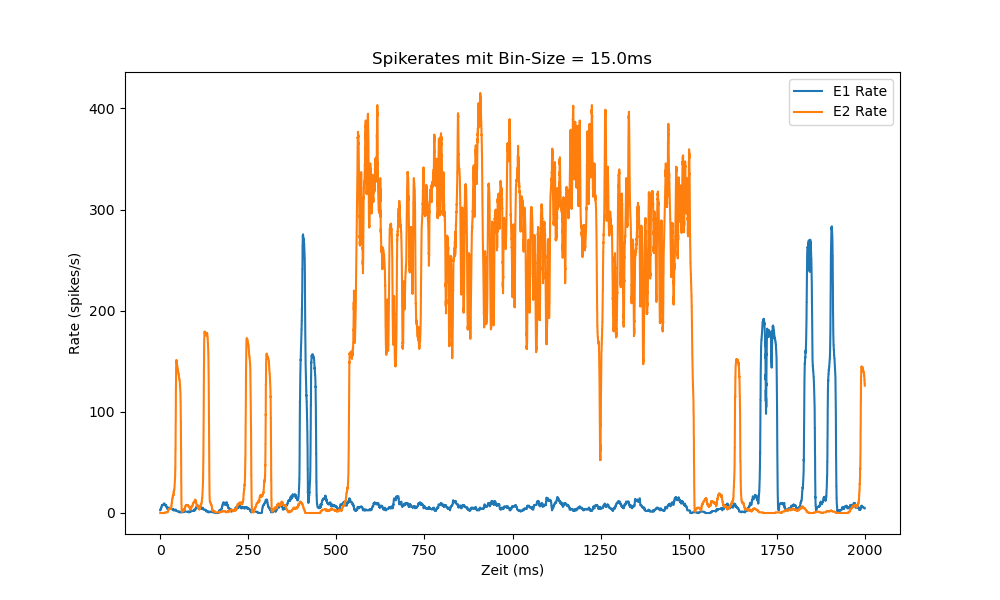 Spikerates mit Bin-Size = 15.0ms
E1 Rate
E2 Rate
400
300
200
100
0
Rate (spikes/s)
0 250 500 750 1000 1250 1500 1750 2000
Zeit (ms)